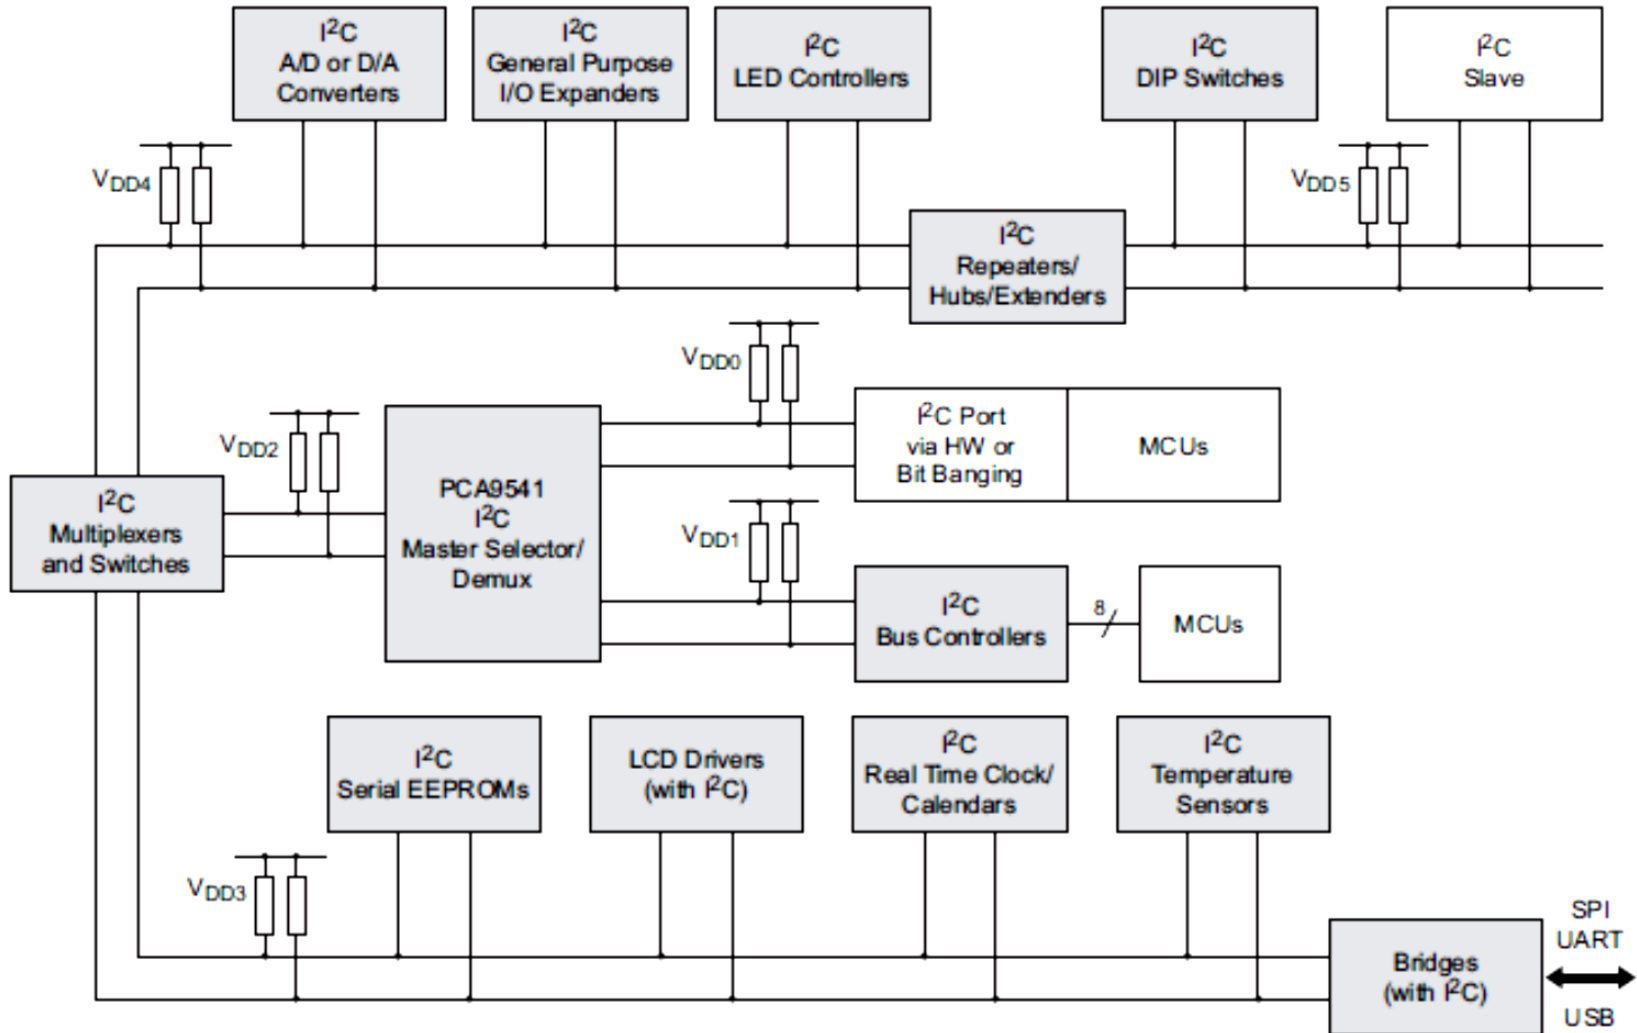 I²C
A/D or D/A
Converters
I²C
General Purpose
I/O Expanders
I²C
LED Controllers
I²C
DIP Switches
I²C
Slave
VDD4
VDD5
I²C
Repeaters/
Hubs/Extenders
VDD0
I²C Port
via HW or
Bit Banging
MCUs
VDD2
PCA9541
I²C
Master Selector/
Demux
I²C
Multiplexers
and Switches
VDD1
I²C
Bus Controllers
8
MCUs
I²C
Serial EEPROMs
LCD Drivers
(with I²C)
I²C
Real Time Clock/
Calendars
I²C
Temperature
Sensors
VDD3
Bridges
(with I²C)
SPI
UART
USB